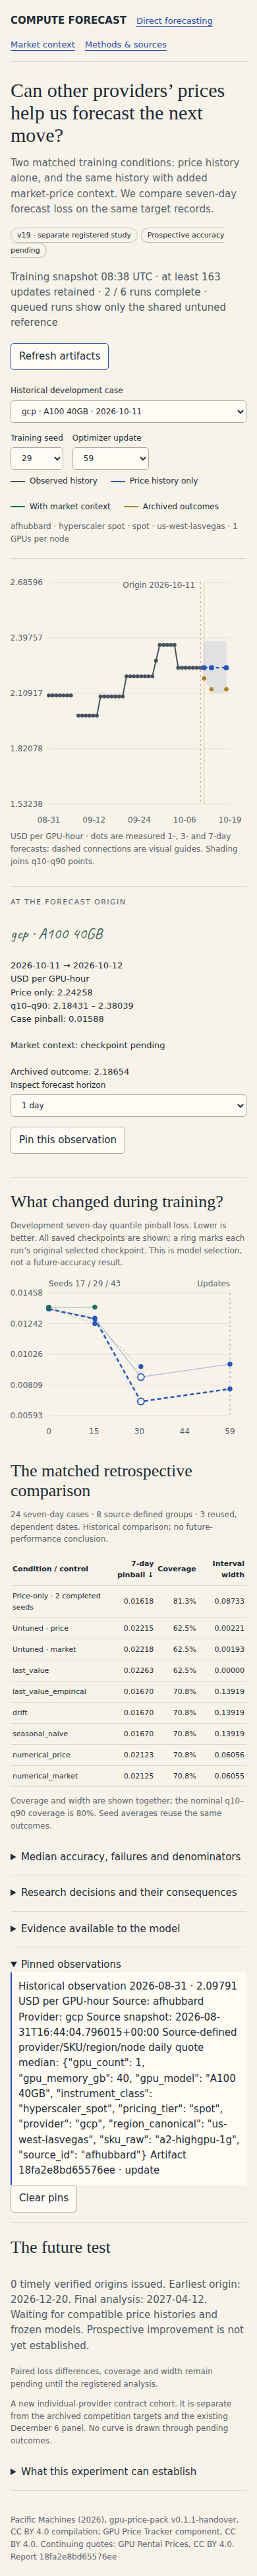 COMPUTE FORECAST Direct forecasting
Market context Methods & sources
Can other providers’ prices
help us forecast the next
move?
Two matched training conditions: price history
alone, and the same history with added
market-price context. We compare seven-day
forecast loss on the same target records.
v19 · separate registered study Prospective accuracy
pending
Training snapshot 08:38 UTC · at least 163
updates retained · 2 / 6 runs complete ·
queued runs show only the shared untuned
reference
Refresh artifacts
Historical development case
gcp · A100 40GB · 2026-10-11
Training seed Optimizer update
29 59
Observed history Price history only
With market context Archived outcomes
afhubbard · hyperscaler spot · spot · us-west-lasvegas · 1
GPUs per node
2.68596
Origin 2026-10-11
2.39757
2.10917
1.82078
1.53238
08-31 09-12 09-24 10-06 10-19
USD per GPU-hour · dots are measured 1-, 3- and 7-day
forecasts; dashed connections are visual guides. Shading
joins q10–q90 points.
AT THE FORECAST ORIGIN
gcp · A100 40GB
2026-10-11 → 2026-10-12
USD per GPU-hour
Price only: 2.24258
q10–q90: 2.18431 – 2.38039
Case pinball: 0.01588
Market context: checkpoint pending
Archived outcome: 2.18654
Inspect forecast horizon
1 day
Pin this observation
What changed during training?
Development seven-day quantile pinball loss. Lower is
better. All saved checkpoints are shown; a ring marks each
run’s original selected checkpoint. This is model selection,
not a future-accuracy result.
Seeds 17 / 29 / 43 Updates
0.01458
0.01242
0.01026
0.00809
0.00593
0 15 30 44 59
The matched retrospective
comparison
24 seven-day cases · 8 source-defined groups · 3 reused,
dependent dates. Historical comparison; no future-
performance conclusion.
Condition / control 7-day pinball ↓ Coverage Interval width
Price-only · 2 completed seeds 0.01618 81.3% 0.08733
Untuned · price 0.02215 62.5% 0.00221
Untuned · market 0.02218 62.5% 0.00193
last_value 0.02263 62.5% 0.00000
last_value_empirical 0.01670 70.8% 0.13919
drift 0.01670 70.8% 0.13919
seasonal_naive 0.01670 70.8% 0.13919
numerical_price 0.02123 70.8% 0.06056
numerical_market 0.02125 70.8% 0.06055
Coverage and width are shown together; the nominal q10–
q90 coverage is 80%. Seed averages reuse the same
outcomes.
Median accuracy, failures and denominators
Research decisions and their consequences
Evidence available to the model
Pinned observations
Historical observation 2026-08-31 · 2.09791
USD per GPU-hour Source: afhubbard
Provider: gcp Source snapshot: 2026-08-
31T16:44:04.796015+00:00 Source-defined
provider/SKU/region/node daily quote
median: {"gpu_count": 1,
"gpu_memory_gb": 40, "gpu_model": "A100
40GB", "instrument_class":
"hyperscaler_spot", "pricing_tier": "spot",
"provider": "gcp", "region_canonical": "us-
west-lasvegas", "sku_raw": "a2-highgpu-1g",
"source_id": "afhubbard"} Artifact
18fa2e8bd65576ee · update
Clear pins
The future test
0 timely verified origins issued. Earliest origin:
2026-12-20. Final analysis: 2027-04-12.
Waiting for compatible price histories and
frozen models. Prospective improvement is not
yet established.
Paired loss differences, coverage and width remain
pending until the registered analysis.
A new individual-provider contract cohort. It is separate
from the archived competition targets and the existing
December 6 panel. No curve is drawn through pending
outcomes.
What this experiment can establish
Pacific Machines (2026), gpu-price-pack v0.1.1-handover,
CC BY 4.0 compilation; GPU Price Tracker component, CC
BY 4.0. Continuing quotes: GPU Rental Prices, CC BY 4.0.
Report 18fa2e8bd65576ee